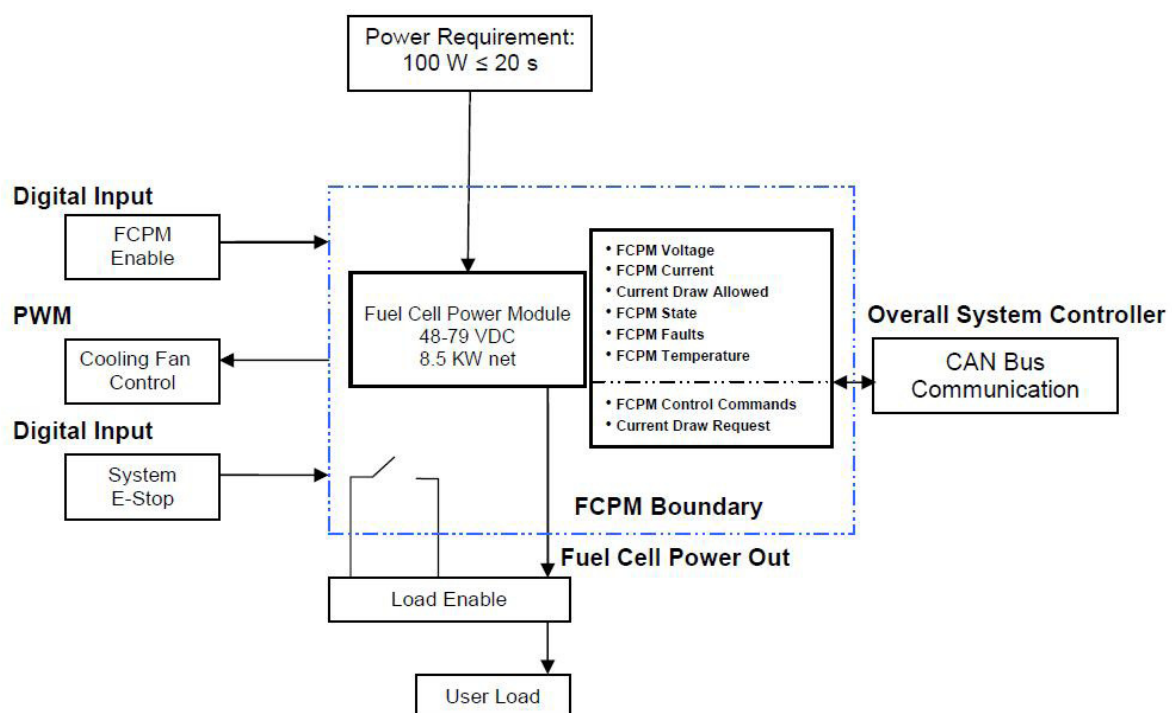 Power Requirement:
100 W ≤ 20 s
Digital Input
FCPM
Enable
PWM
Cooling Fan
Control
Digital Input
System
E-Stop
Fuel Cell Power Module
48-79 VDC
8.5 KW net
• FCPM Voltage
• FCPM Current
• Current Draw Allowed
• FCPM State
• FCPM Faults
• FCPM Temperature
• FCPM Control Commands
• Current Draw Request
Overall System Controller
CAN Bus
Communication
FCPM Boundary
Fuel Cell Power Out
Load Enable
User Load